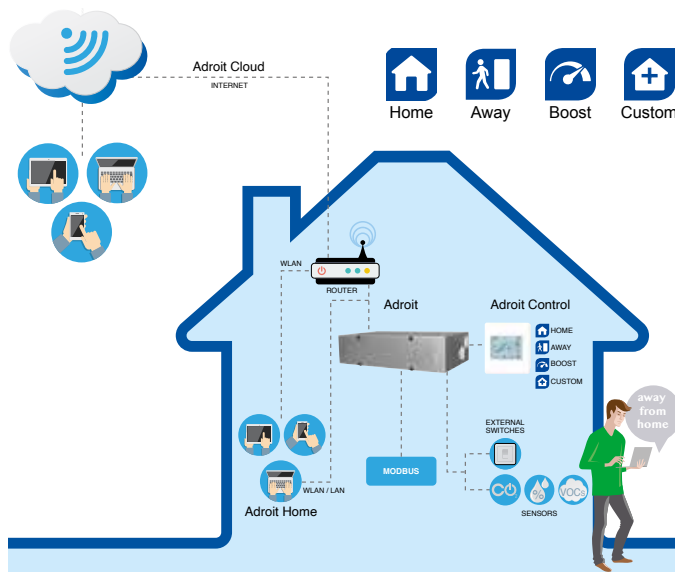 Adroit Cloud
INTERNET
Home
Away
Boost
Custom
WLAN
ROUTER
Adroit
Adroit Control
HOME
AWAY
BOOST
CUSTOM
away
from
home
EXTERNAL
SWITCHES
MODBUS
%
VOCs
SENSORS
WLAN / LAN
Adroit Home